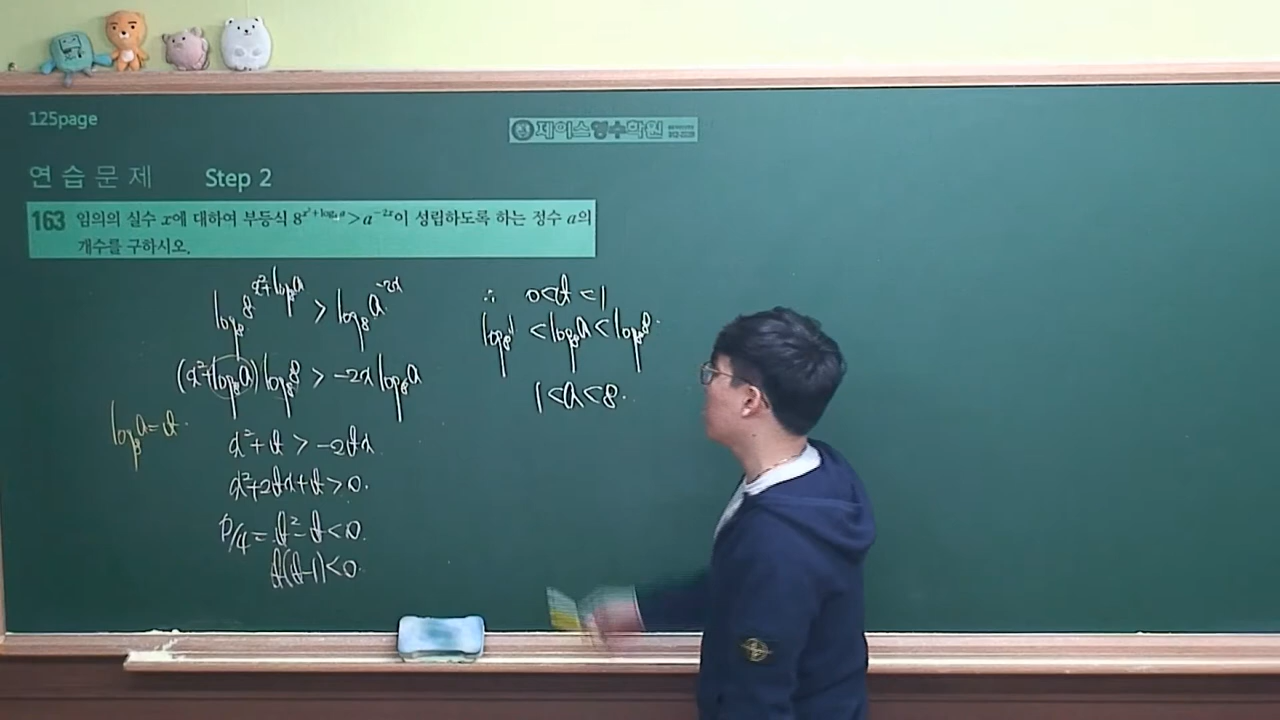 125page
제이스영수학원
연습문제 Step 2
163 임의의 실수 x에 대하여 부등식 8^{x²+log₈a} > a^{-2x}이 성립하도록 하는 정수 a의
개수를 구하시오.
log₈8^{x²+log₈a} > log₈a^{-2x}
(x²+log₈a)log₈8 > -2x log₈a
log₈a = t
x²+t > -2tx
x²+2tx+t > 0.
D/4 = t²-t < 0.
t(t-1) < 0.
∴ 0 < t < 1
log₈1 < log₈a < log₈8.
1 < a < 8.